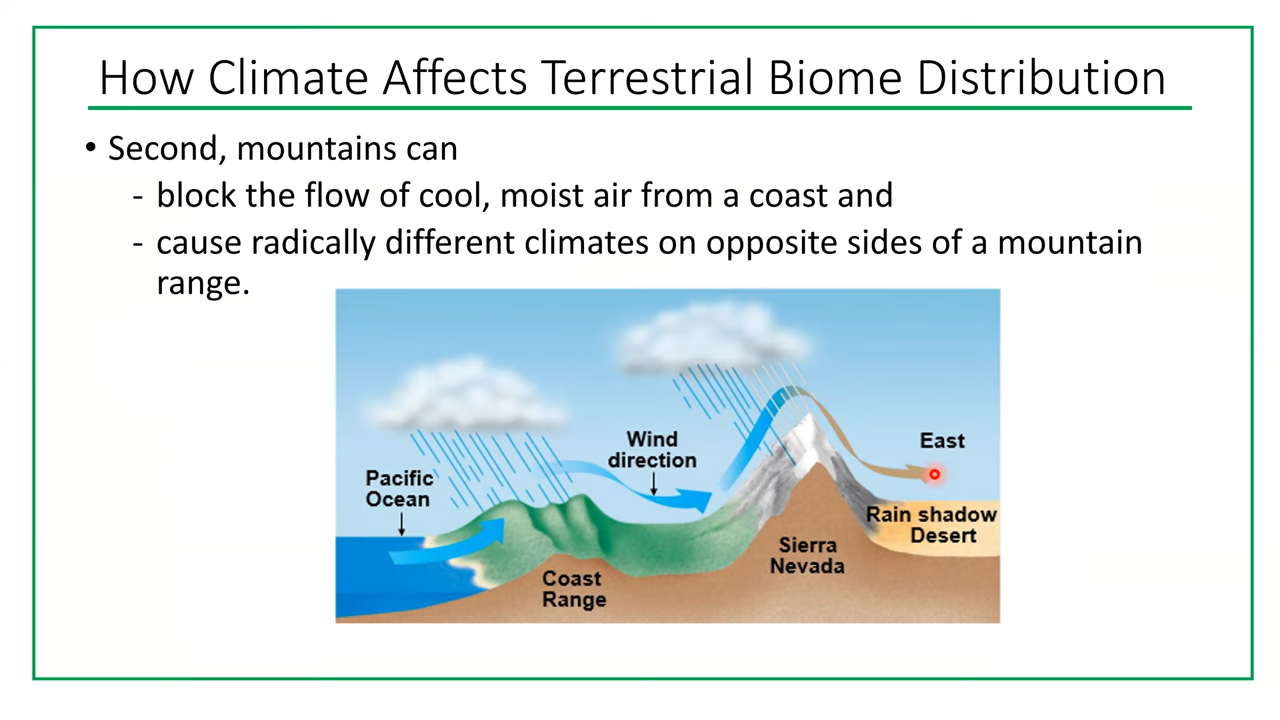 How Climate Affects Terrestrial Biome Distribution
• Second, mountains can
- block the flow of cool, moist air from a coast and
- cause radically different climates on opposite sides of a mountain
range.
Wind
direction
East
Pacific
Ocean
Rain shadow
Desert
Sierra
Nevada
Coast
Range